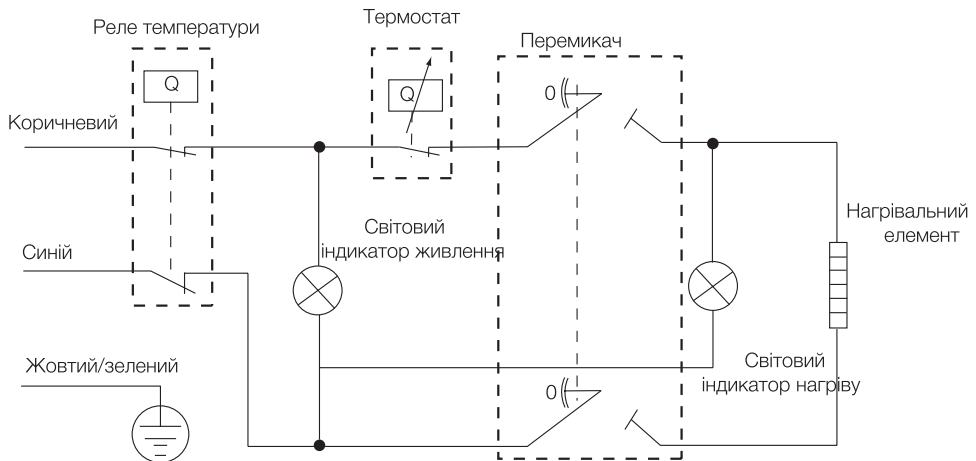 Реле температури
Термостат
Перемикач
Q
Q
0
Коричневий
Світовий
індикатор живлення
Нагрівальний
елемент
Синій
Жовтий/зелений
Світовий
індикатор нагріву
0